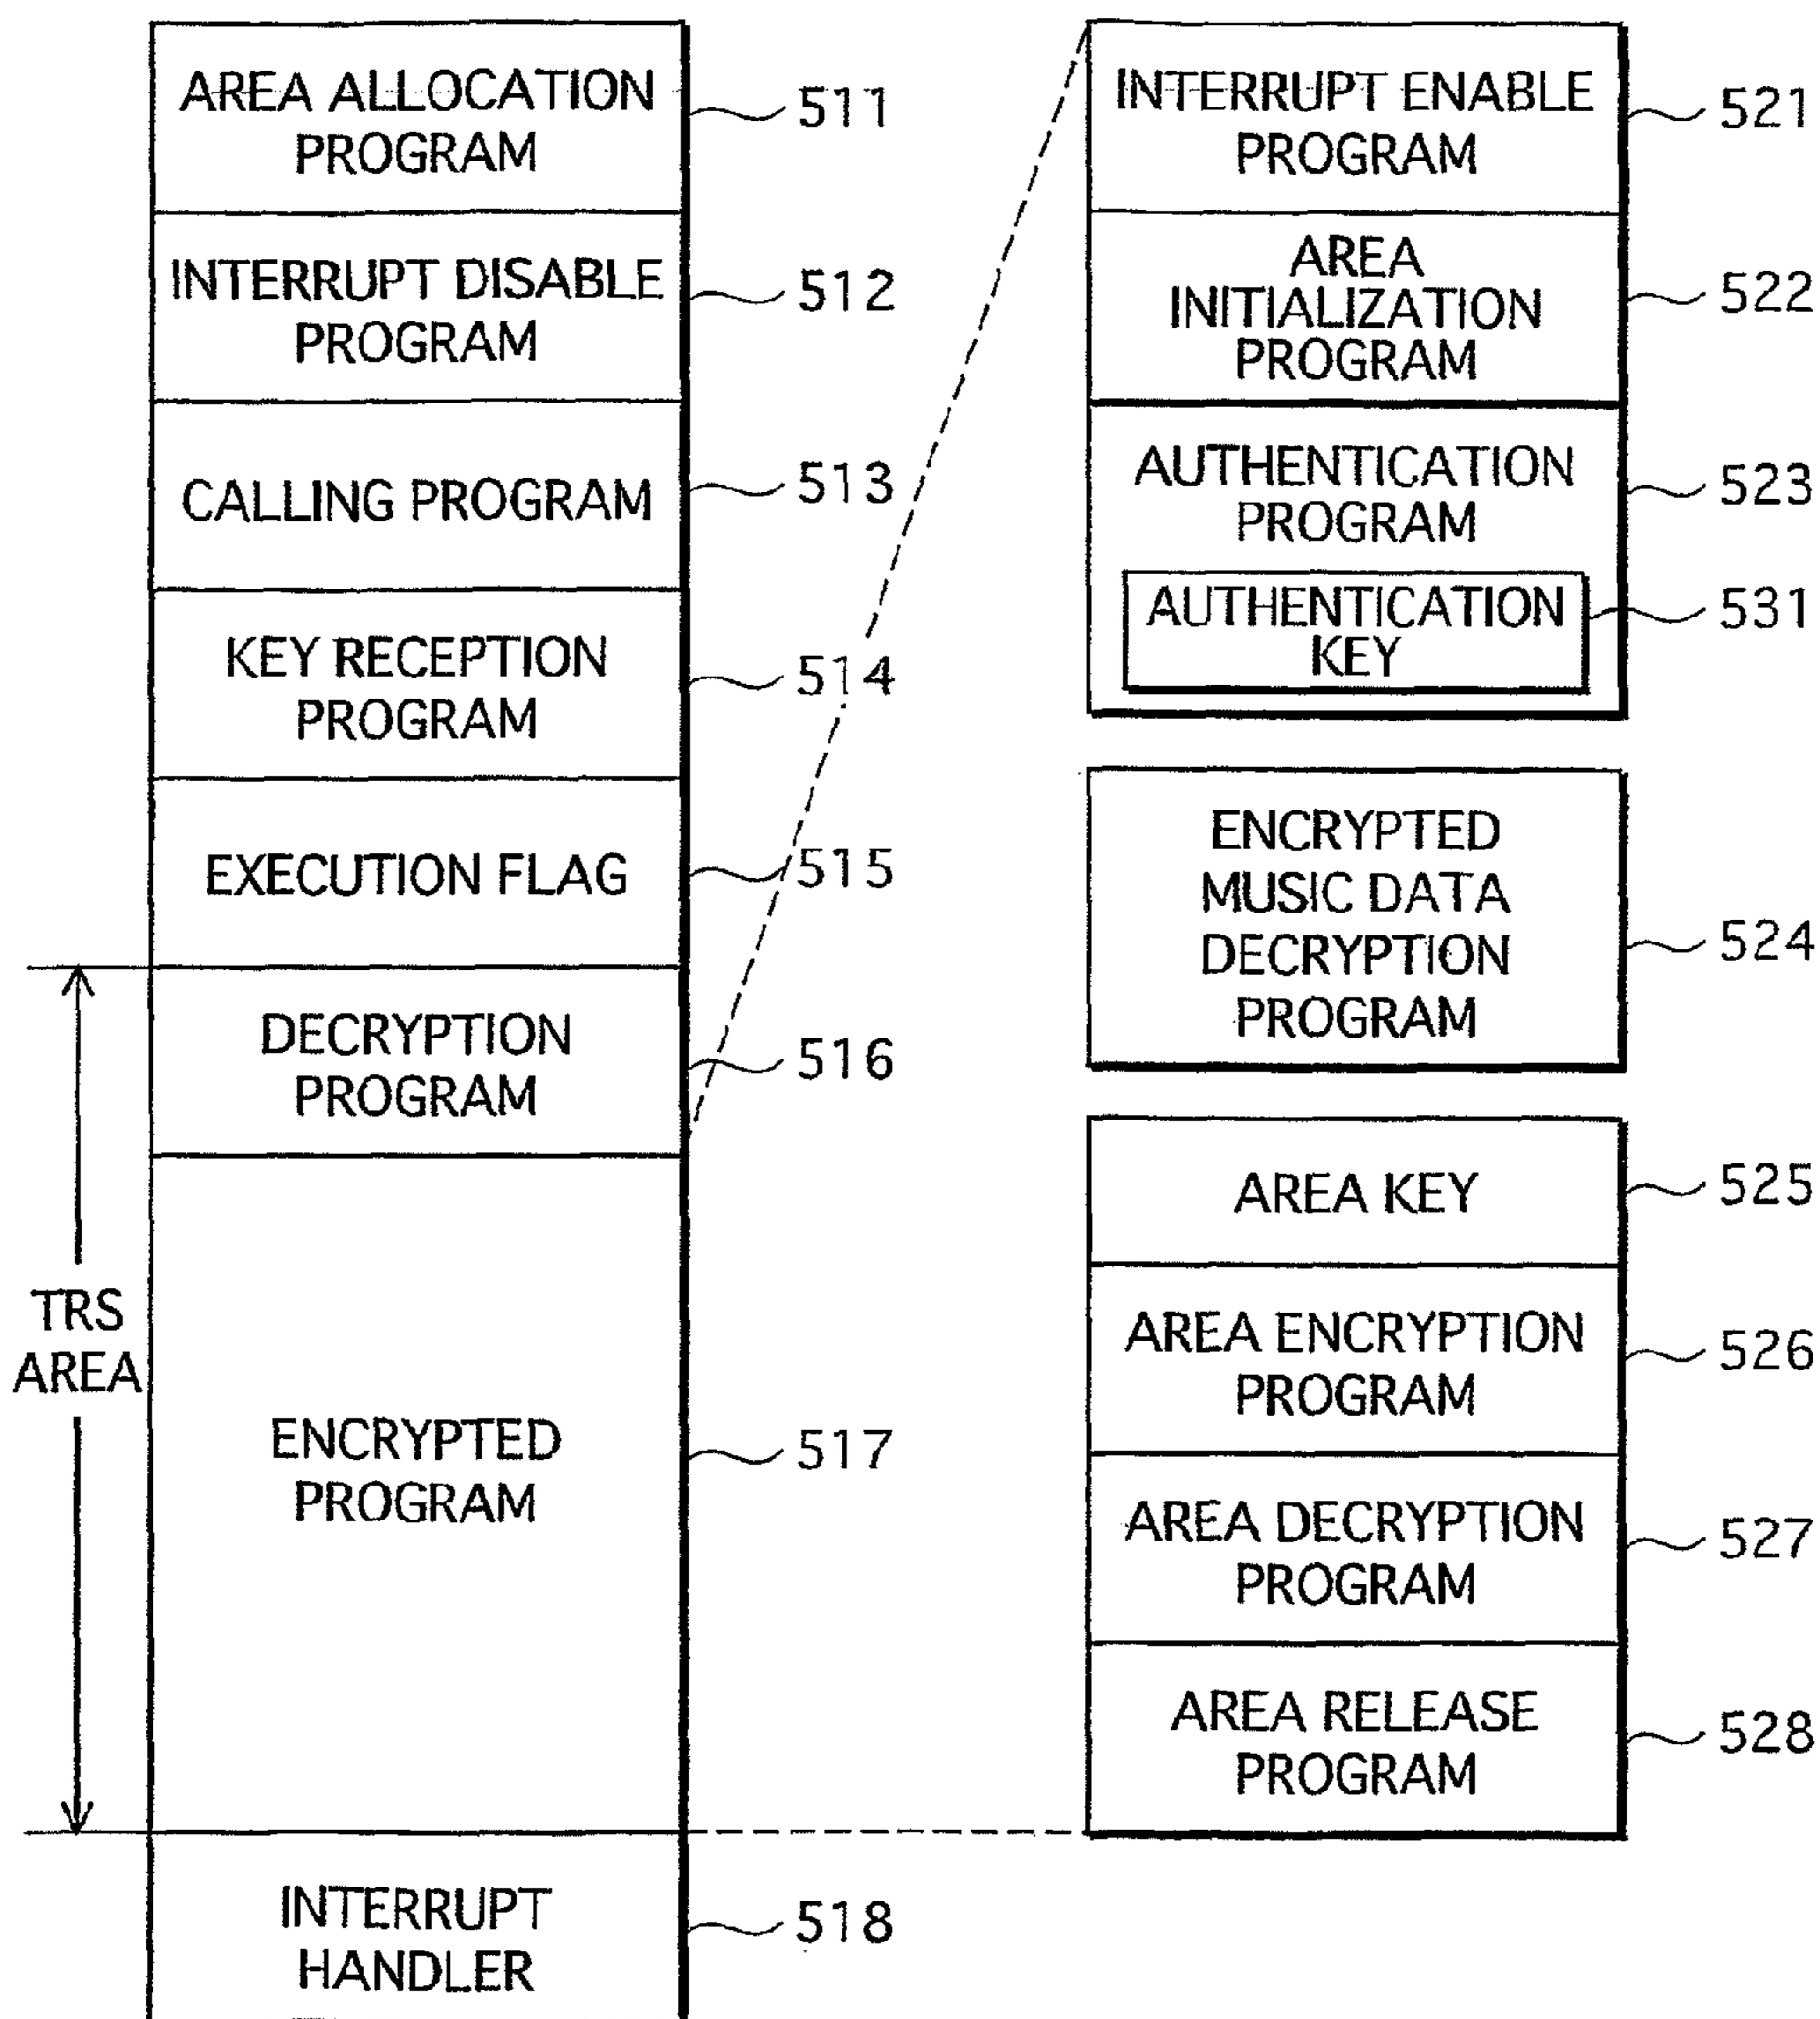 AREA ALLOCATION
PROGRAM
511
INTERRUPT DISABLE
PROGRAM
512
CALLING PROGRAM
513
KEY RECEPTION
PROGRAM
514
EXECUTION FLAG
515
TRS
AREA
DECRYPTION
PROGRAM
516
ENCRYPTED
PROGRAM
517
INTERRUPT
HANDLER
518
INTERRUPT ENABLE
PROGRAM
521
AREA
INITIALIZATION
PROGRAM
522
AUTHENTICATION
PROGRAM
523
AUTHENTICATION
KEY
531
ENCRYPTED
MUSIC DATA
DECRYPTION
PROGRAM
524
AREA KEY
525
AREA ENCRYPTION
PROGRAM
526
AREA DECRYPTION
PROGRAM
527
AREA RELEASE
PROGRAM
528